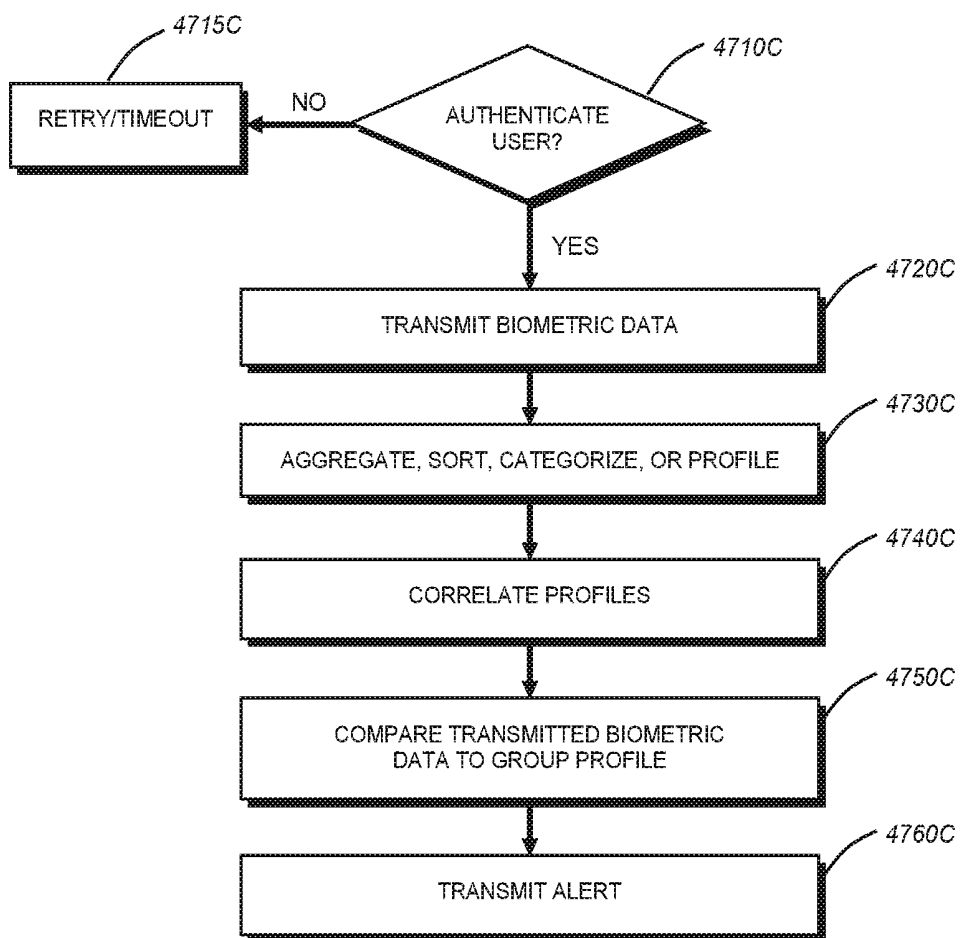 4715C
4710C
RETRY/TIMEOUT
NO
AUTHENTICATE
USER?
YES
4720C
TRANSMIT BIOMETRIC DATA
4730C
AGGREGATE, SORT, CATEGORIZE, OR PROFILE
4740C
CORRELATE PROFILES
4750C
COMPARE TRANSMITTED BIOMETRIC
DATA TO GROUP PROFILE
4760C
TRANSMIT ALERT